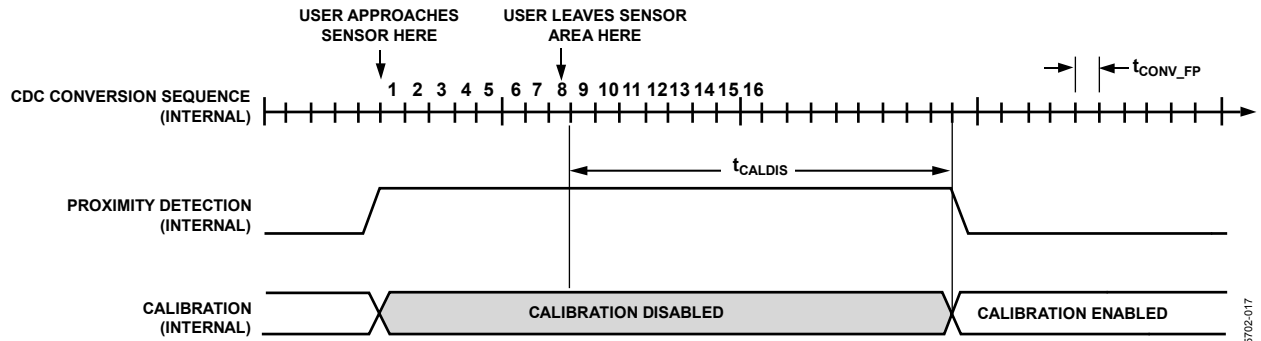 USER APPROACHES
SENSOR HERE
USER LEAVES SENSOR
AREA HERE
tCONV_FP
1 2 3 4 5 6 7 8 9 10 11 12 13 14 15 16
CDC CONVERSION SEQUENCE
(INTERNAL)
tCALDIS
PROXIMITY DETECTION
(INTERNAL)
CALIBRATION
(INTERNAL)
CALIBRATION DISABLED
CALIBRATION ENABLED